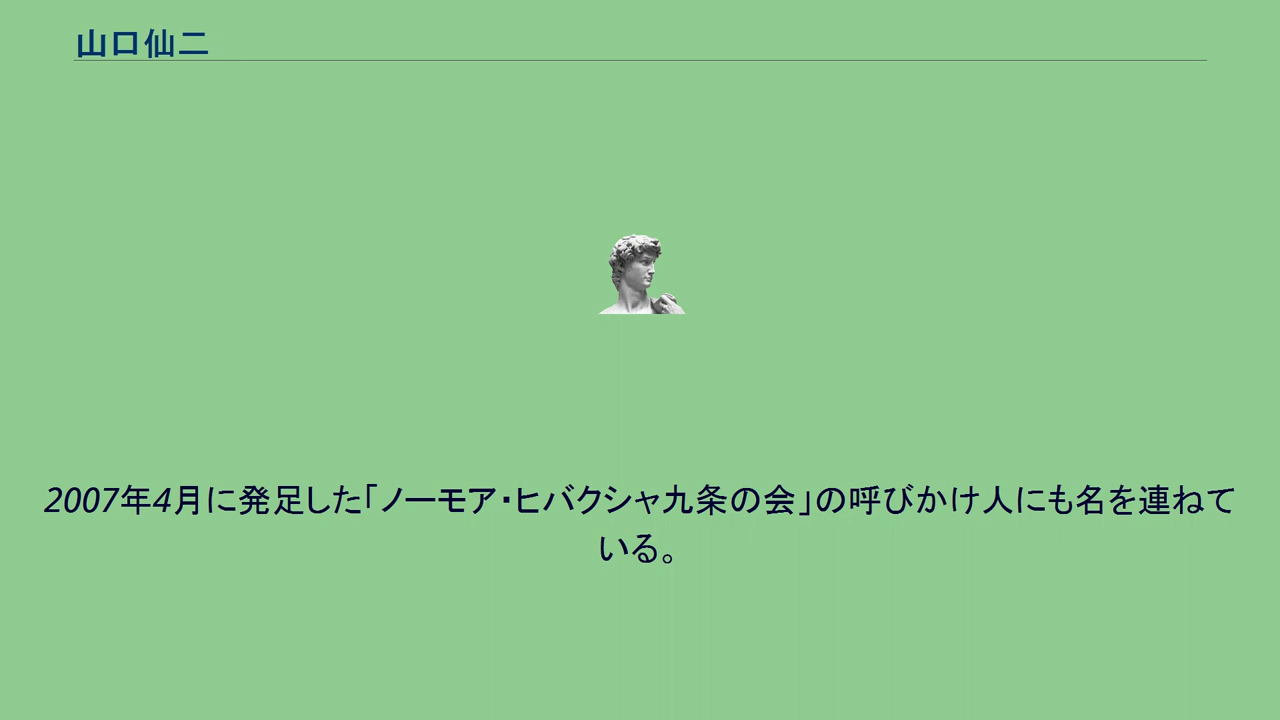 山口仙二
2007年4月に発足した「ノーモア・ヒバクシャ九条の会」の呼びかけ人にも名を連ねて
いる。